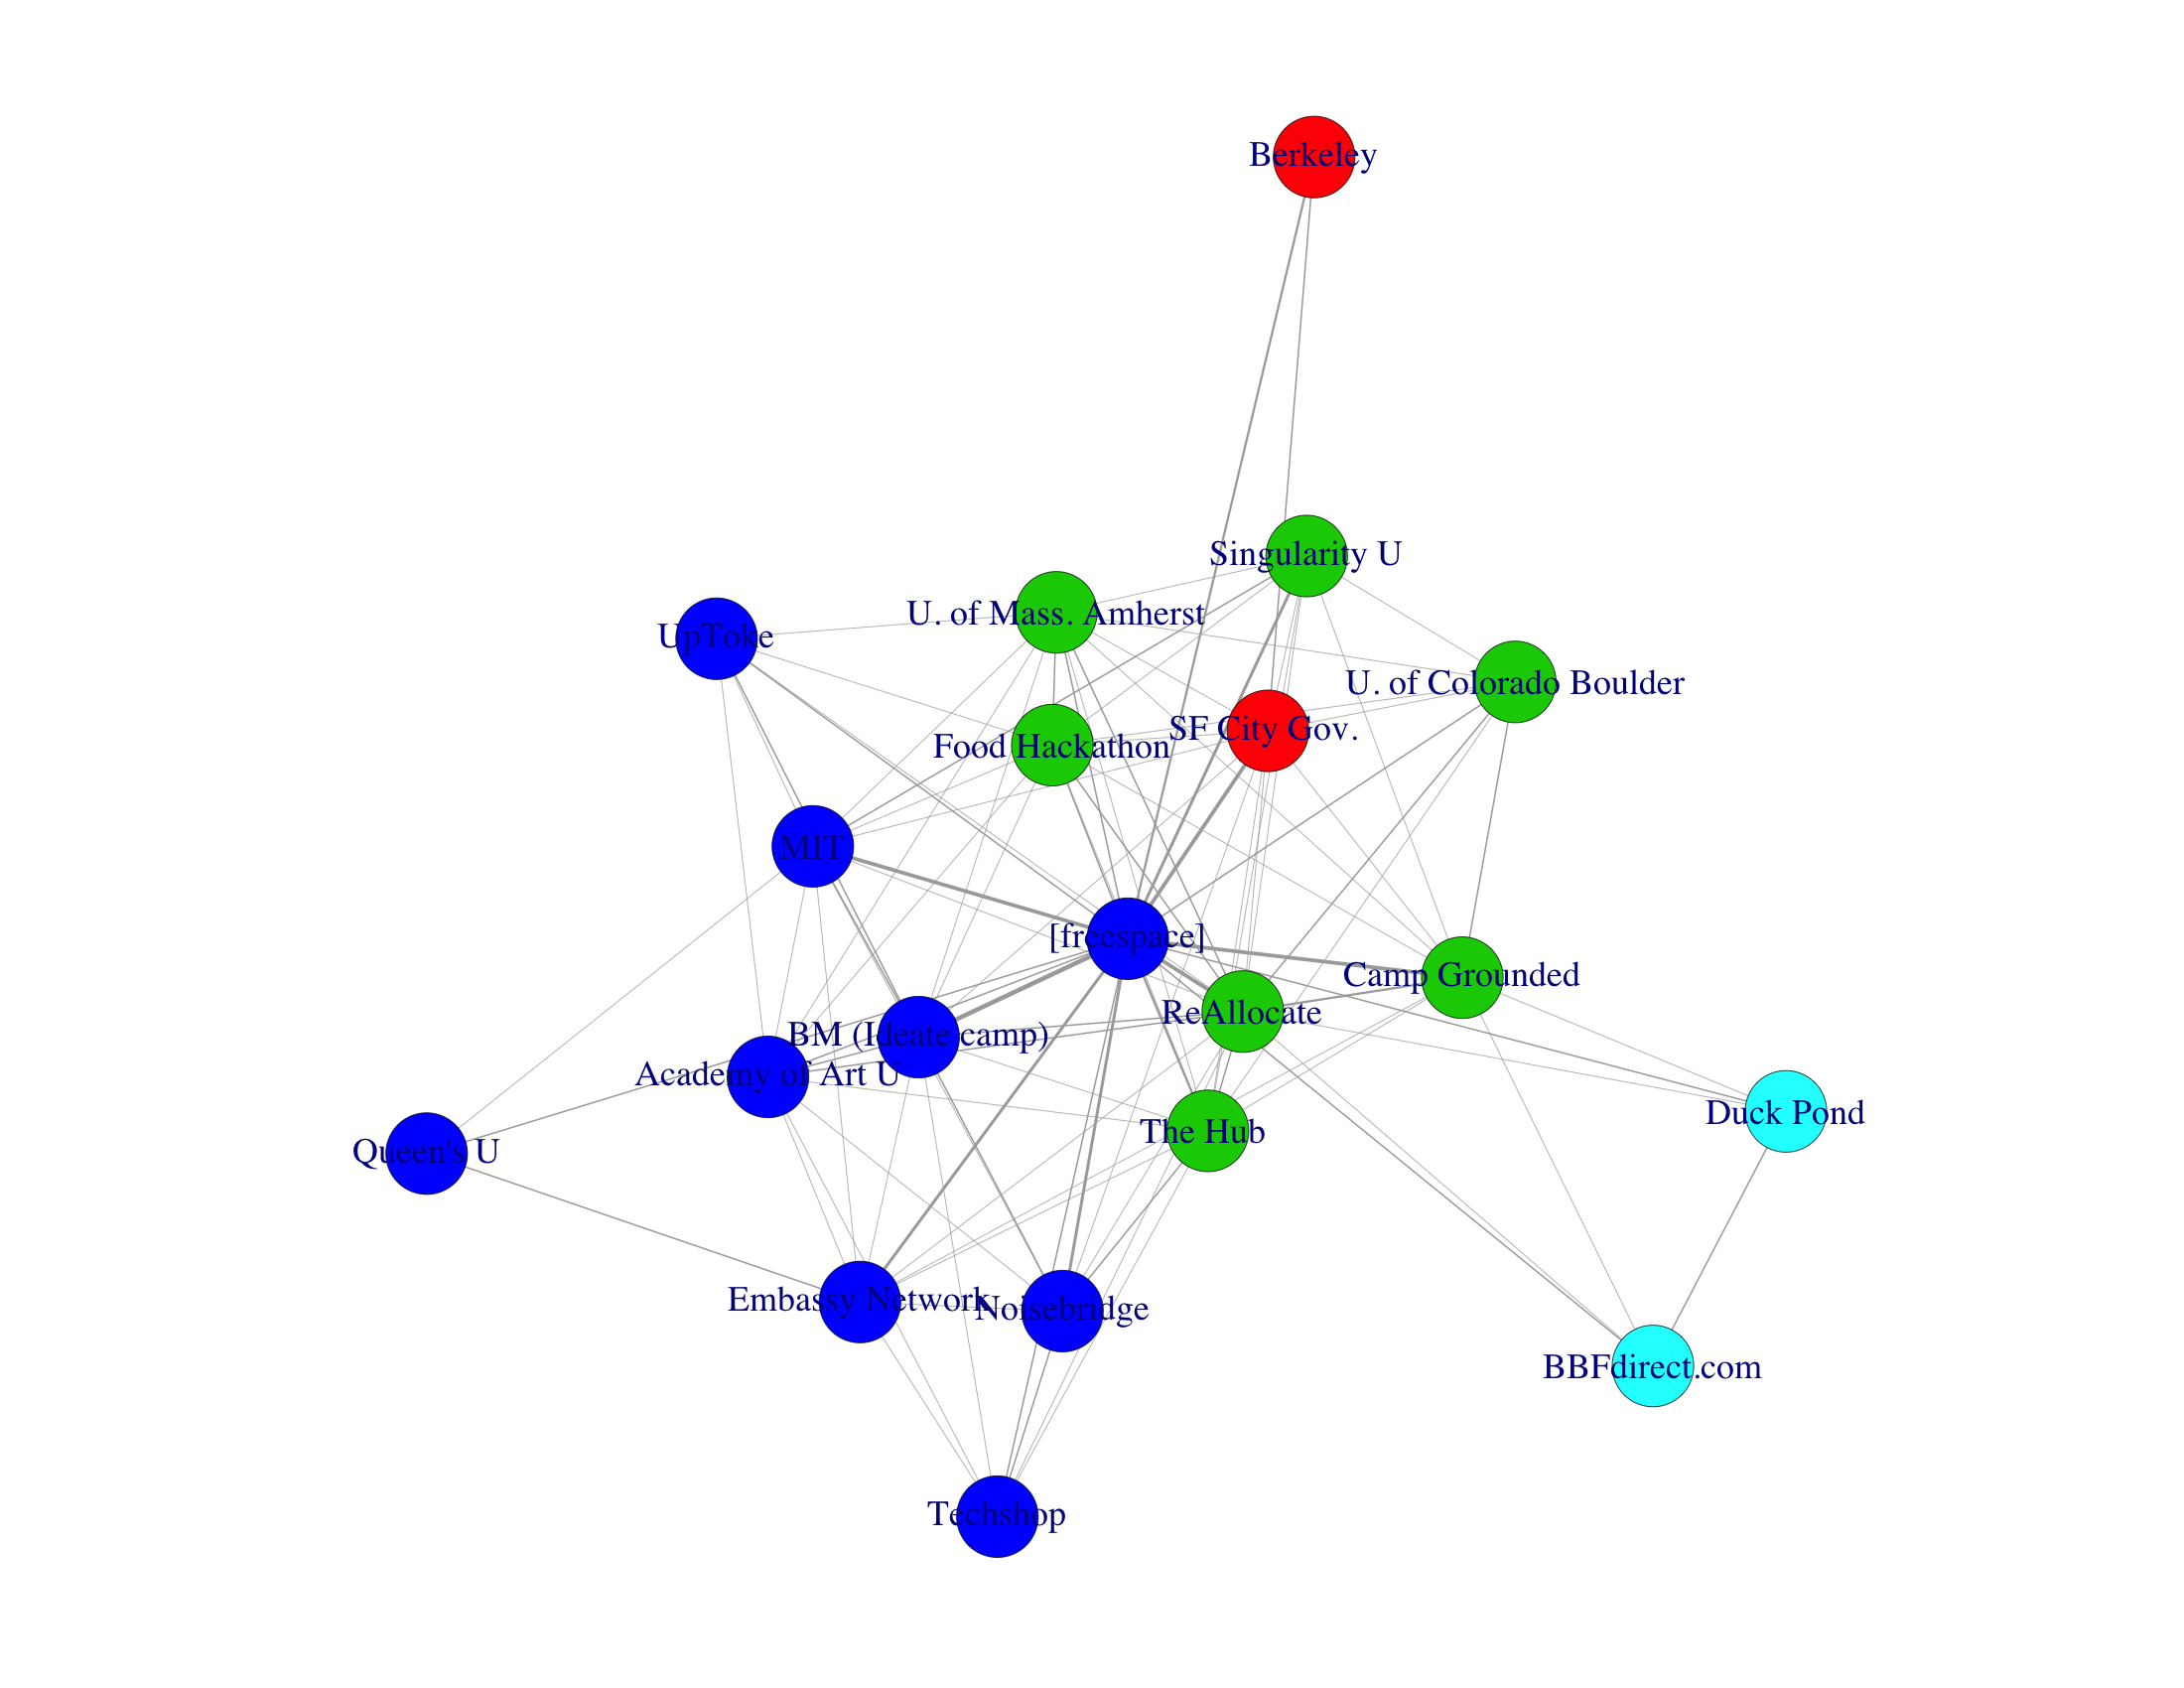 Berkeley
Singularity U
U. of Mass. Amherst
UpToke
U. of Colorado Boulder
SF City Gov.
Food Hackathon
MIT
[freespace]
Camp Grounded
ReAllocate
BM (Ideate camp)
Academy of Art U
Duck Pond
The Hub
Queen's U
Embassy Network
Noisebridge
BBFdirect.com
Techshop